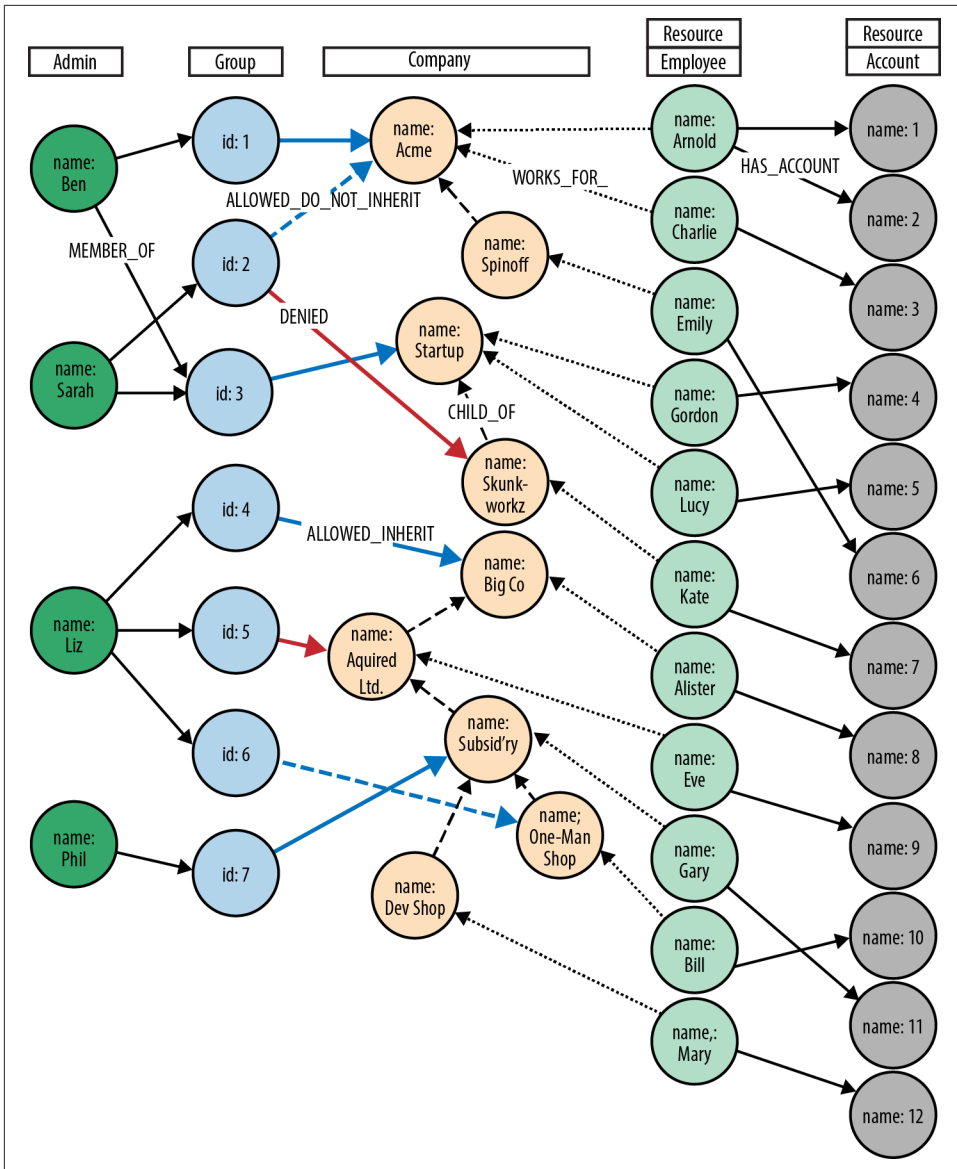 Admin
Group
Company
Resource
Employee
Resource
Account
name:
Ben
name:
Sarah
name:
Liz
name:
Phil
MEMBER_OF
id: 1
id: 2
id: 3
id: 4
id: 5
id: 6
id: 7
ALLOWED_DO_NOT_INHERIT
DENIED
ALLOWED_INHERIT
name:
Acme
name:
Spinoff
name:
Startup
CHILD_OF
name:
Skunk-
workz
name:
Big Co
name:
Aquired
Ltd.
name:
Subsid'ry
name;
One-Man
Shop
name:
Dev Shop
WORKS_FOR_
name:
Arnold
name:
Charlie
name:
Emily
name:
Gordon
name:
Lucy
name:
Kate
name:
Alister
name:
Eve
name:
Gary
name:
Bill
name,:
Mary
HAS_ACCOUNT
name: 1
name: 2
name: 3
name: 4
name: 5
name: 6
name: 7
name: 8
name: 9
name: 10
name: 11
name: 12